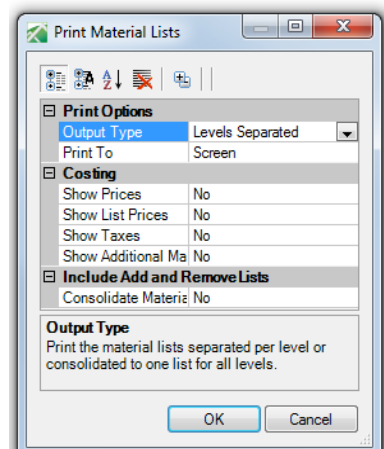 Print Material Lists
Print Options
Output Type Levels Separated
Print To Screen
Costing
Show Prices No
Show List Prices No
Show Taxes No
Show Additional Ma No
Include Add and Remove Lists
Consolidate Materia No
Output Type
Print the material lists separated per level or
consolidated to one list for all levels.
OK Cancel